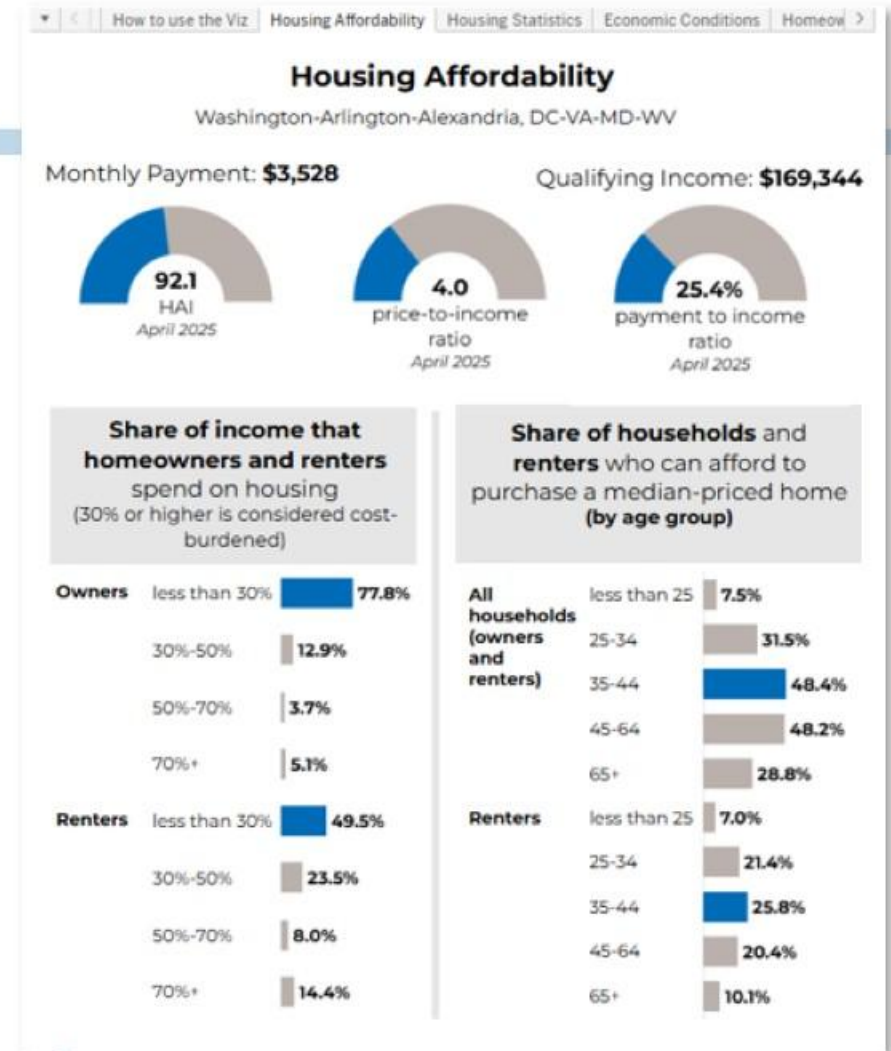 How to use the Viz Housing Affordability Housing Statistics Economic Conditions Homeow
Housing Affordability
Washington-Arlington-Alexandria, DC-VA-MD-WV
Monthly Payment: $3,528 Qualifying Income: $169,344
92.1
HAI
April 2025
4.0
price-to-income
ratio
April 2025
25.4%
payment to income
ratio
April 2025
Share of income that
homeowners and renters
spend on housing
(30% or higher is considered cost-
burdened)
Owners less than 30% 77.8%
30%-50% 12.9%
50%-70% 3.7%
70%+ 5.1%
Renters less than 30% 49.5%
30%-50% 23.5%
50%-70% 8.0%
70%+ 14.4%
Share of households and
renters who can afford to
purchase a median-priced home
(by age group)
All
households
(owners
and
renters)
less than 25 7.5%
25-34 31.5%
35-44 48.4%
45-64 48.2%
65+ 28.8%
Renters less than 25 7.0%
25-34 21.4%
35-44 25.8%
45-64 20.4%
65+ 10.1%